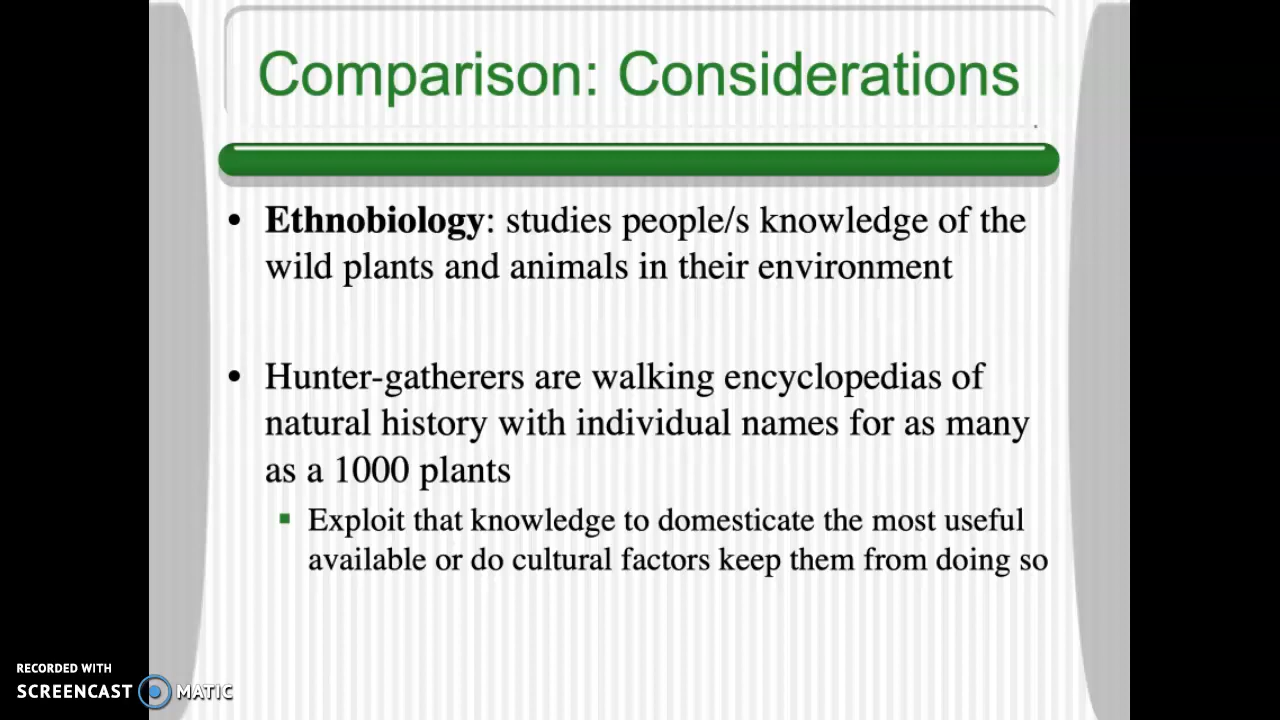 Comparison: Considerations
• Ethnobiology: studies people/s knowledge of the
wild plants and animals in their environment
• Hunter-gatherers are walking encyclopedias of
natural history with individual names for as many
as a 1000 plants
▪ Exploit that knowledge to domesticate the most useful
available or do cultural factors keep them from doing so
RECORDED WITH
SCREENCAST MATIC